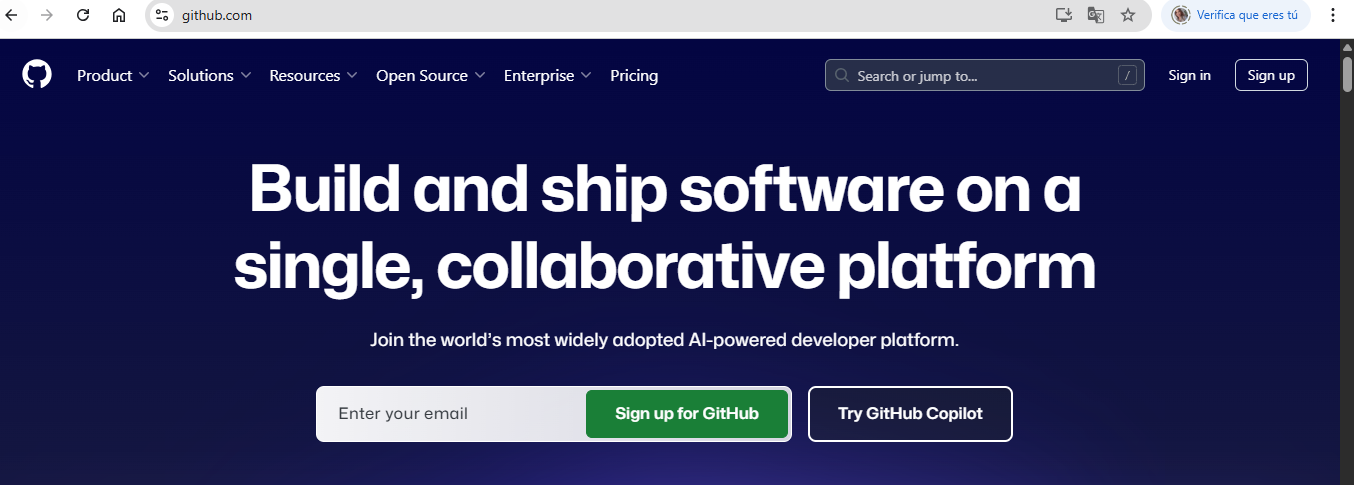 github.com
Verifica que eres tú
Product
Solutions
Resources
Open Source
Enterprise
Pricing
Search or jump to...
/
Sign in
Sign up
Build and ship software on a
single, collaborative platform
Join the world’s most widely adopted AI-powered developer platform.
Enter your email
Sign up for GitHub
Try GitHub Copilot